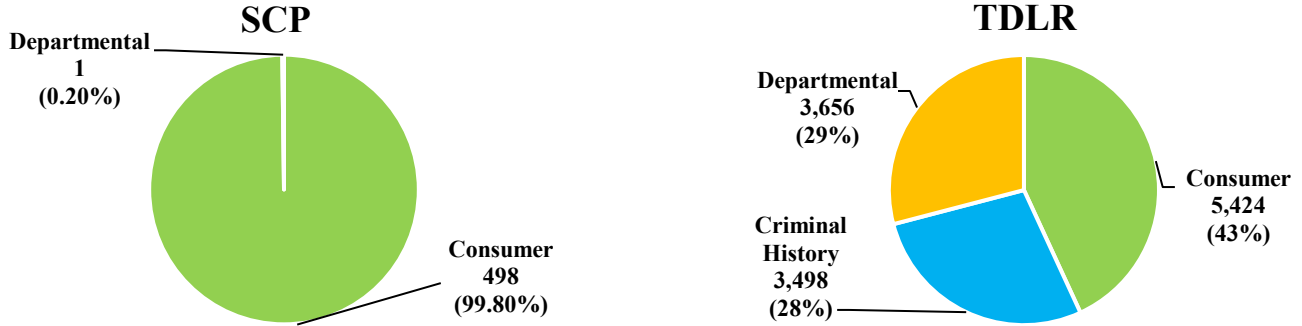 SCP
Departmental
1
(0.20%)
Consumer
498
(99.80%)
TDLR
Departmental
3,656
(29%)
Consumer
5,424
(43%)
Criminal
History
3,498
(28%)